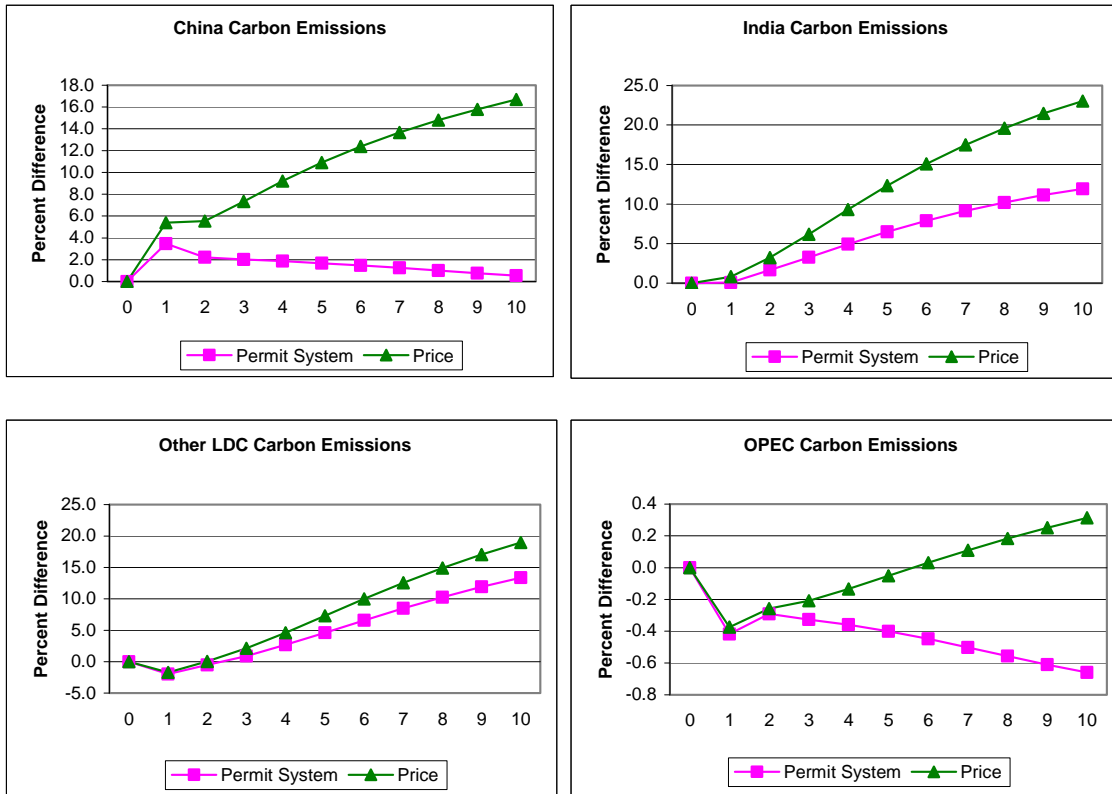 China Carbon Emissions
Percent Difference
18.0
16.0
14.0
12.0
10.0
8.0
6.0
4.0
2.0
0.0
0 1 2 3 4 5 6 7 8 9 10
Permit System Price
India Carbon Emissions
Percent Difference
25.0
20.0
15.0
10.0
5.0
0.0
0 1 2 3 4 5 6 7 8 9 10
Permit System Price
Other LDC Carbon Emissions
Percent Difference
25.0
20.0
15.0
10.0
5.0
0.0
-5.0
0 1 2 3 4 5 6 7 8 9 10
Permit System Price
OPEC Carbon Emissions
Percent Difference
0.4
0.2
0.0
-0.2
-0.4
-0.6
-0.8
0 1 2 3 4 5 6 7 8 9 10
Permit System Price